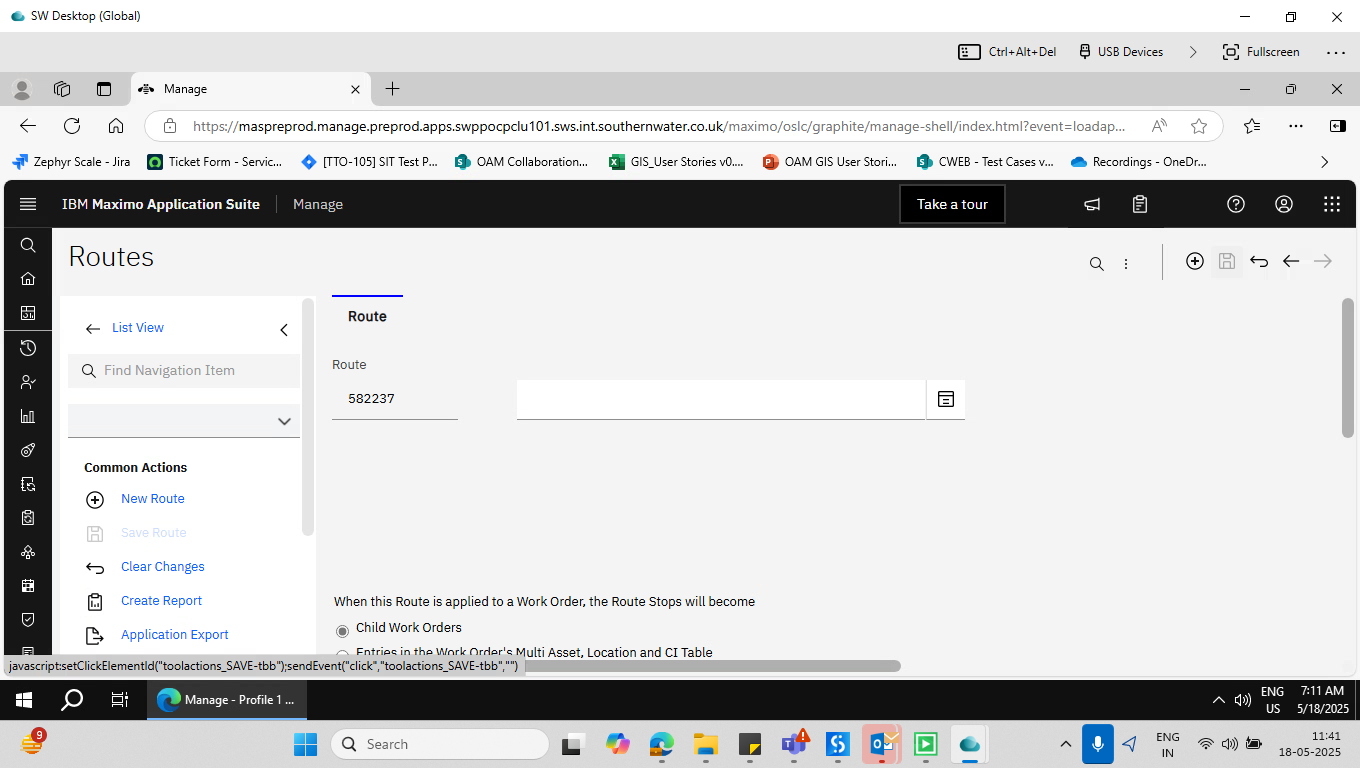 SW Desktop (Global)
Ctrl+Alt+Del
USB Devices
Fullscreen
Manage
https://maspreprod.manage.preprod.apps.swppocpclu101.sws.int.southernwater.co.uk/maximo/oslc/graphite/manage-shell/index.html?event=loadap...
Zephyr Scale - Jira
Ticket Form - Servic...
[TTO-105] SIT Test P...
OAM Collaboration...
GIS_User Stories v0....
OAM GIS User Stori...
CWEB - Test Cases v...
Recordings - OneDr...
IBM Maximo Application Suite
Manage
Take a tour
Routes
List View
Find Navigation Item
Common Actions
New Route
Save Route
Clear Changes
Create Report
Application Export
Route
Route
582237
When this Route is applied to a Work Order, the Route Stops will become
Child Work Orders
Entries in the Work Order's Multi Asset, Location and CI Table
javascript:setClickElementId("toolactions_SAVE-tbb");sendEvent("click","toolactions_SAVE-tbb","")
Manage - Profile 1 ...
ENG
US
7:11 AM
5/18/2025
9
Search
ENG
IN
11:41
18-05-2025